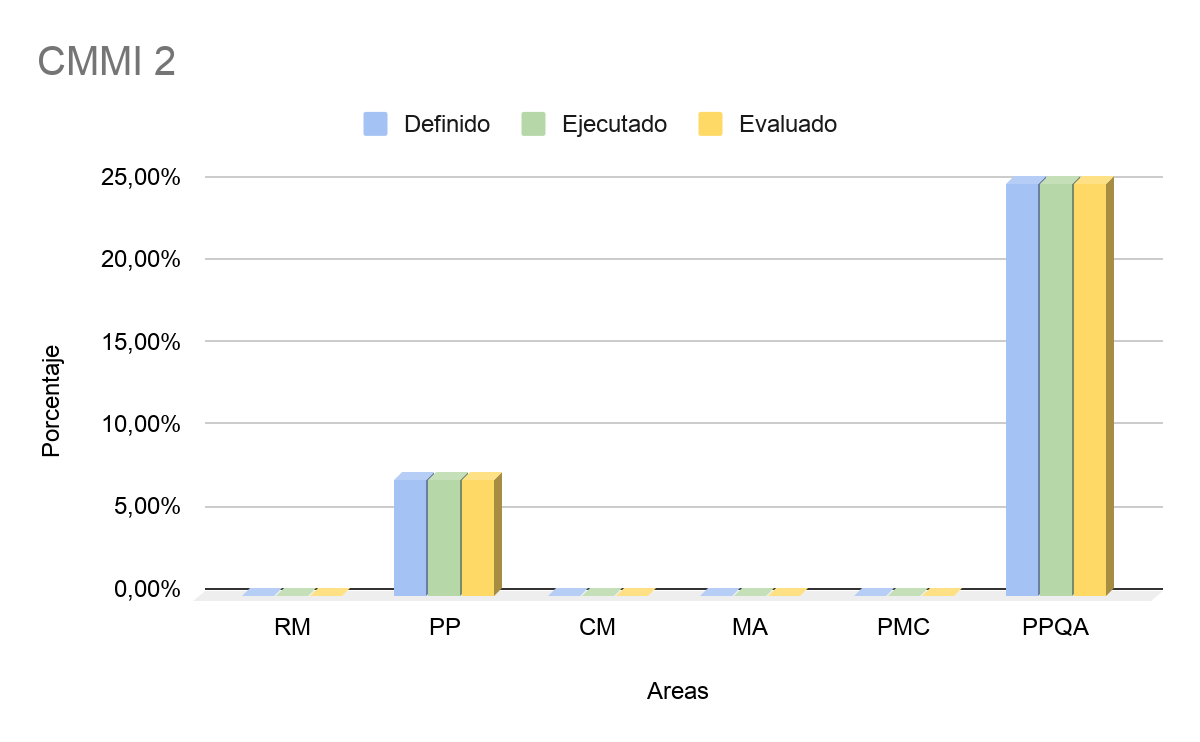 CMMI 2
Definido Ejecutado Evaluado
25,00%
20,00%
15,00%
10,00%
5,00%
0,00%
Porcentaje
RM PP CM MA PMC PPQA
Areas